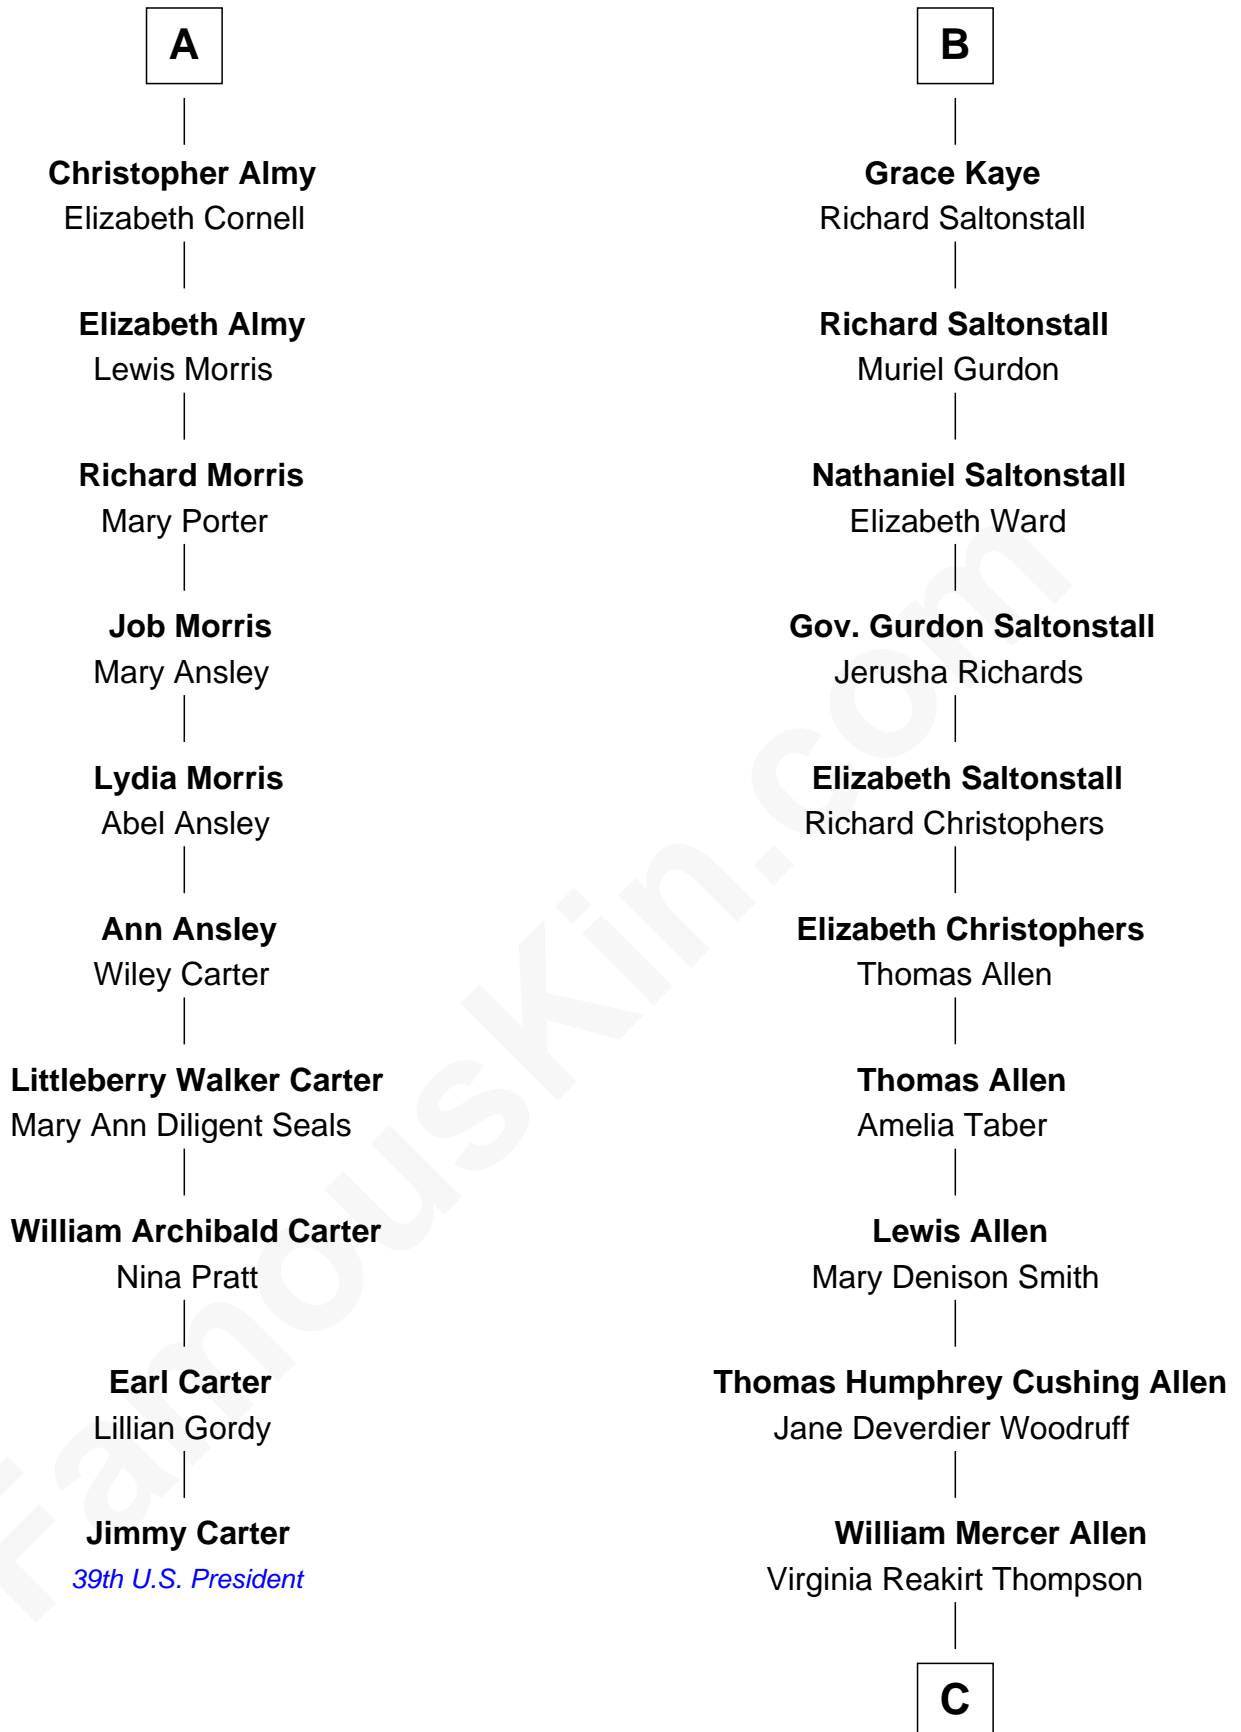 A
Christopher Almy
Elizabeth Cornell
Elizabeth Almy
Lewis Morris
Richard Morris
Mary Porter
Job Morris
Mary Ansley
Lydia Morris
Abel Ansley
Ann Ansley
Wiley Carter
Littleberry Walker Carter
Mary Ann Diligent Seals
William Archibald Carter
Nina Pratt
Earl Carter
Lillian Gordy
Jimmy Carter
39th U.S. President
B
Grace Kaye
Richard Saltonstall
Richard Saltonstall
Muriel Gurdon
Nathaniel Saltonstall
Elizabeth Ward
Gov. Gurdon Saltonstall
Jerusha Richards
Elizabeth Saltonstall
Richard Christophers
Elizabeth Christophers
Thomas Allen
Thomas Allen
Amelia Taber
Lewis Allen
Mary Denison Smith
Thomas Humphrey Cushing Allen
Jane Deverdier Woodruff
William Mercer Allen
Virginia Reakirt Thompson
C
FamousKin.com